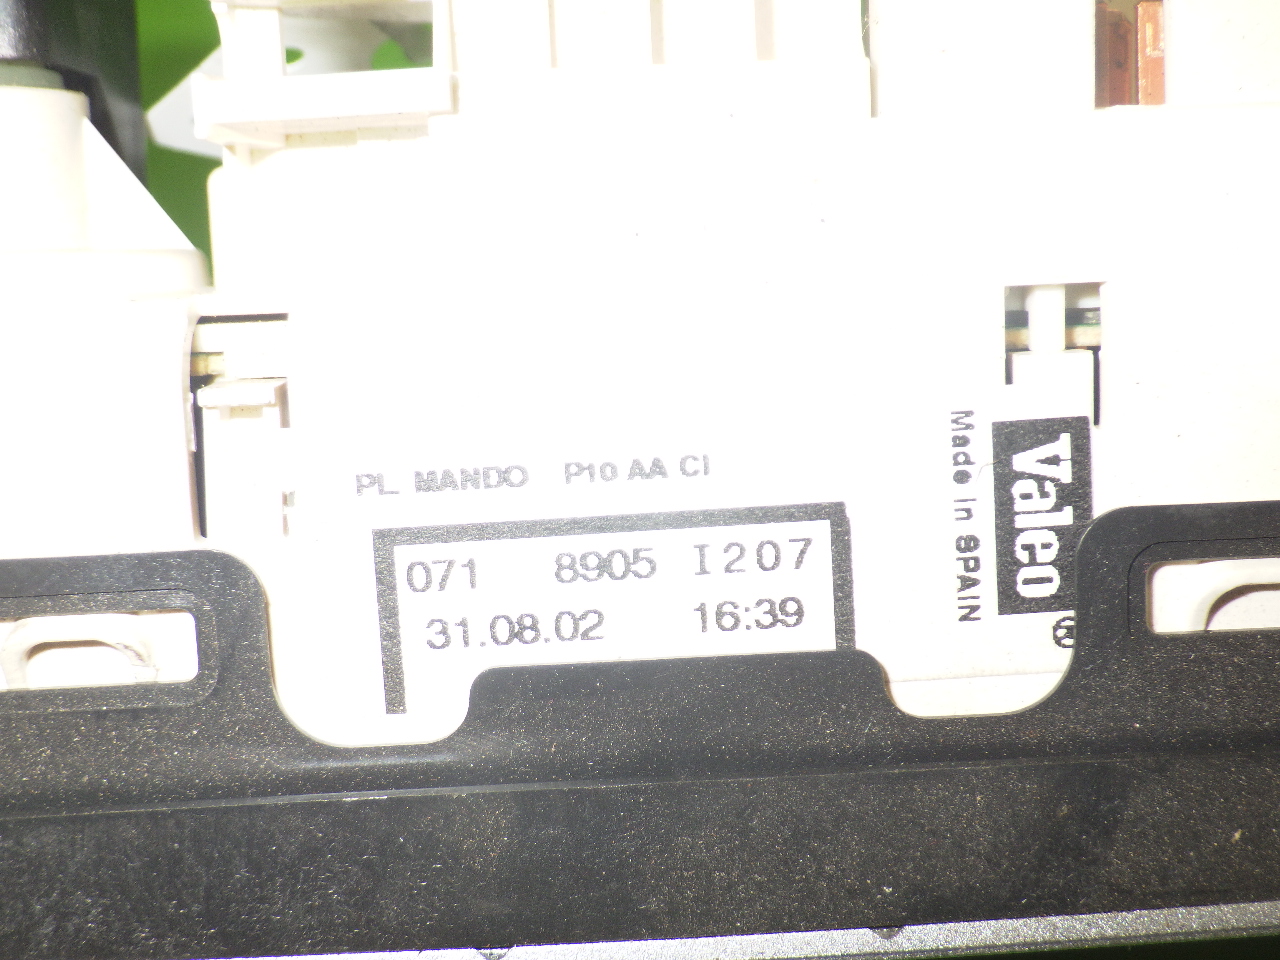 PL MANDO P10 AA CI
071 8905 I207
31.08.02 16:39
Made in SPAIN
Valeo